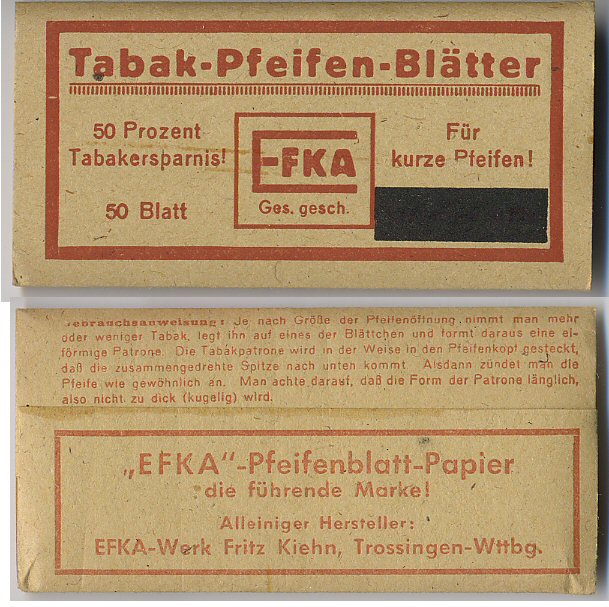 Tabak-Pfeifen-Blätter
50 Prozent
Tabakersparnis!
50 Blatt
EFKA
Ges. gesch.
Für
kurze Pfeifen!
Gebrauchsanweisung: Je nach Größe der Pfeifenöffnung nimmt man mehr
oder weniger Tabak, legt ihn auf eines der Blättchen und formt daraus eine ei-
förmige Patrone. Die Tabakpatrone wird in der Weise in den Pfeifenkopf gesteckt,
daß die zusammengedrehte Spitze nach unten kommt. Alsdann zündet man die
Pfeife wie gewöhnlich an. Man achte darauf, daß die Form der Patrone länglich,
also nicht zu dick (kugelig) wird.
„EFKA“-Pfeifenblatt-Papier
die führende Marke!
Alleiniger Hersteller:
EFKA-Werk Fritz Kiehn, Trossingen-Wttbg.